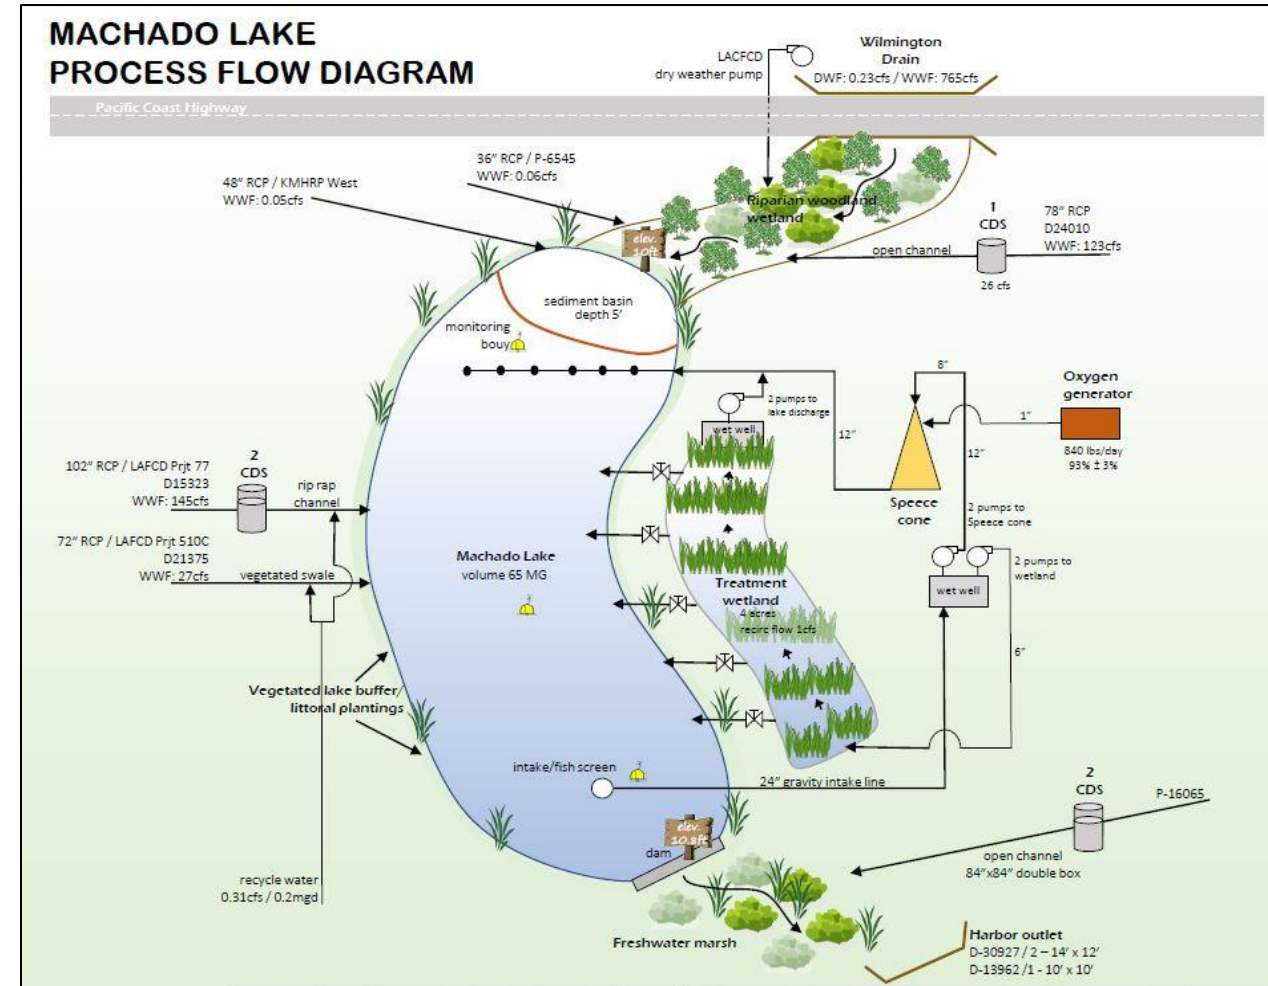 MACHADO LAKE
PROCESS FLOW DIAGRAM
Pacific Coast Highway
LACFCD
dry weather pump
Wilmington
Drain
DWF: 0.23cfs / WWF: 765cfs
36" RCP / P-6545
WWF: 0.06cfs
48" RCP / KMHRP West
WWF: 0.05cfs
Riparian woodland
wetland
elev.
10ft
1
CDS
78" RCP
D24010
WWF: 123cfs
open channel
26 cfs
sediment basin
depth 5'
monitoring
bouy
8"
Oxygen
generator
1"
840 lbs/day
93% ± 3%
2 pumps to
lake discharge
wet well
12"
12"
Speece
cone
2 pumps to
Speece cone
2
CDS
102" RCP / LAFCD Prjt 77
D15323
WWF: 145cfs
rip rap
channel
72" RCP / LAFCD Prjt 510C
D21375
WWF: 27cfs
vegetated swale
Machado Lake
volume 65 MG
Treatment
wetland
4 acres
recirc flow 1cfs
2 pumps to
wetland
wet well
6"
Vegetated lake buffer/
littoral plantings
intake/fish screen
24" gravity intake line
2
CDS
P-16065
elev.
10.8ft
dam
open channel
84"x84" double box
recycle water
0.31cfs / 0.2mgd
Freshwater marsh
Harbor outlet
D-30927 / 2 – 14' x 12'
D-13962 /1 - 10' x 10'